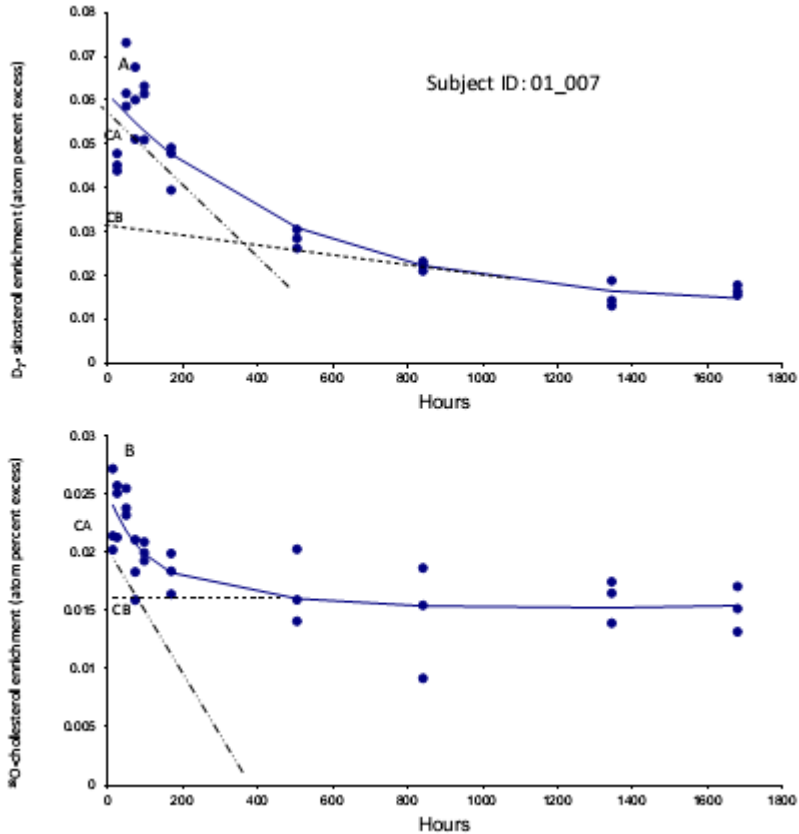 0.08
0.07
A
0.06
Subject ID: 01_007
CA
0.05
0.04
CB
0.03
0.02
0.01
0
0 200 400 600 800 1000 1200 1400 1600 1800
Hours
D7- sitosterol enrichment (atom percent excess)
0.03
B
0.025
CA
0.02
0.015
CB
0.01
0.005
0
0 200 400 600 800 1000 1200 1400 1600 1800
Hours
18O-cholesterol enrichment (atom percent excess)